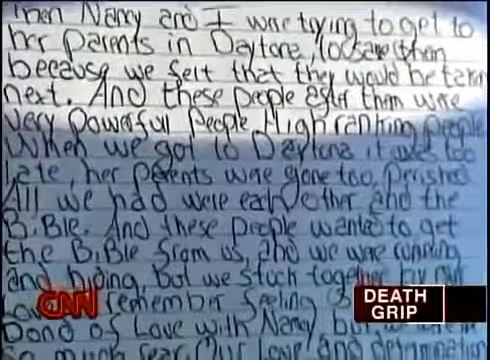 Then Nancy and I was trying to get to
her parents in Daytona, to save them
because we felt that they would be taken
next. And these people after them were
very Powerful People High ranking people
When we got to Daytona it was too
late, her parents was gone too, Perished
All we had were each other and the
BiBle. And these people wanted to get
the BiBle from us, and we were running
and hiding, but we stuck together by our
remember feeling
bond of Love with Nancy, but
so much fear. Our Love and determination
CNN
DEATH
GRIP